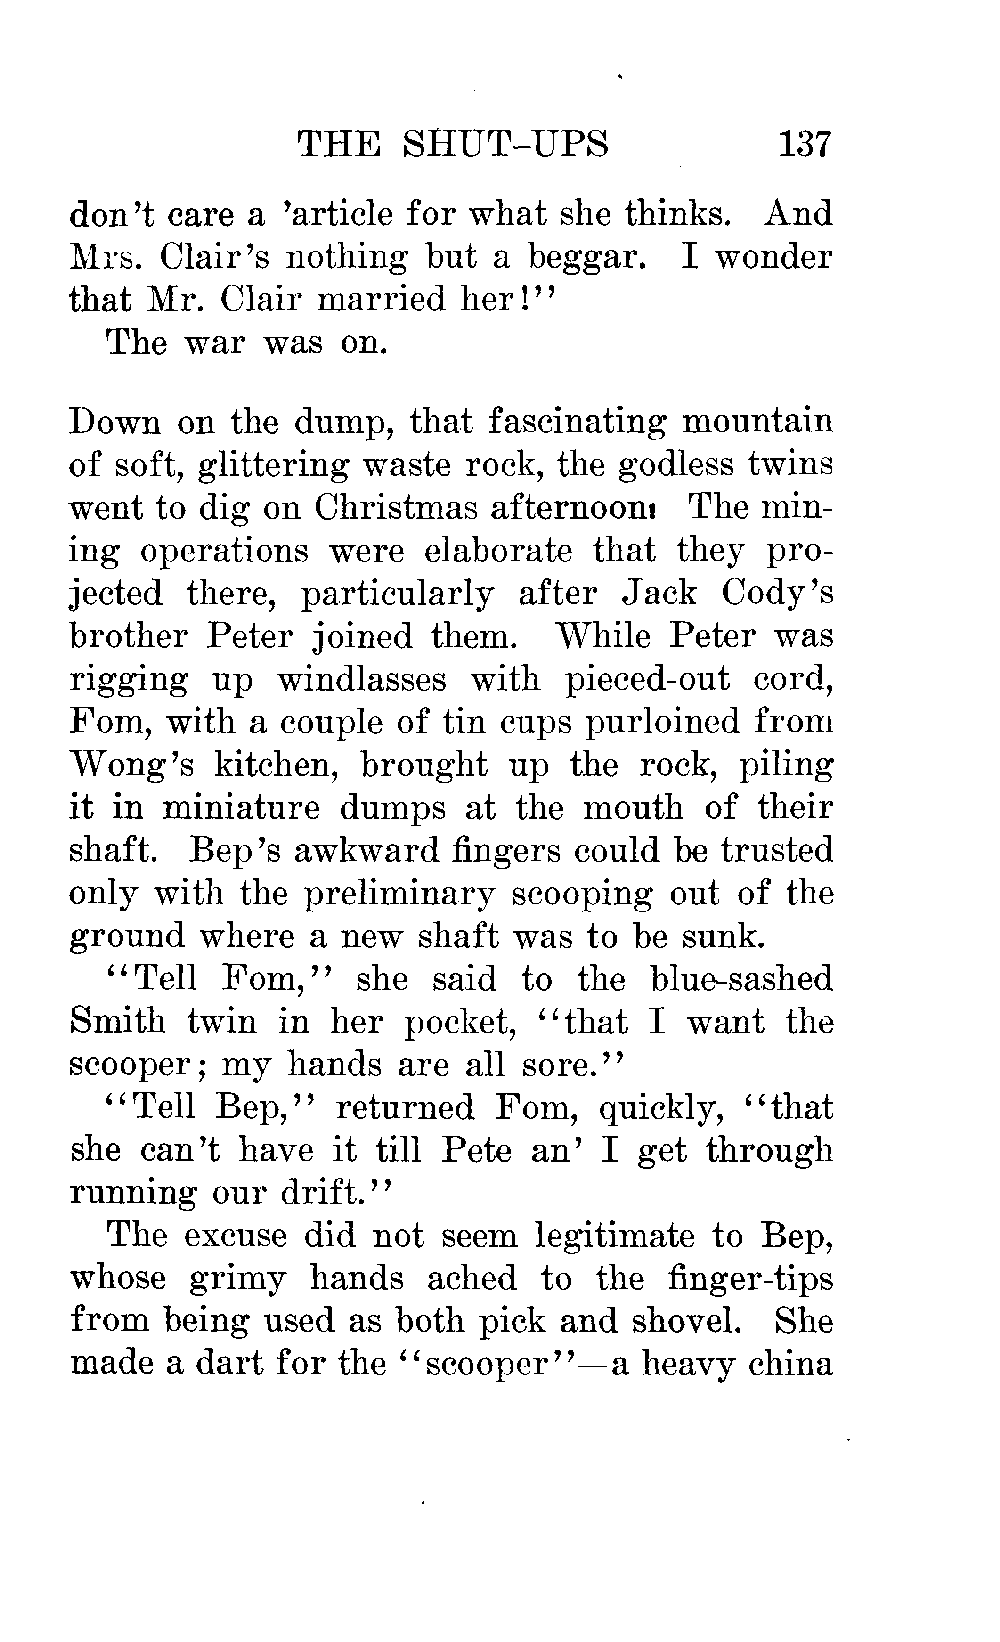 THE SHUT-UPS 137
don't care a 'article for what she thinks. And
Mrs. Clair's nothing but a beggar. I wonder
that Mr. Clair married her!"
The war was on.
Down on the dump, that fascinating mountain
of soft, glittering waste rock, the godless twins
went to dig on Christmas afternoon. The min-
ing operations were elaborate that they pro-
jected there, particularly after Jack Cody's
brother Peter joined them. While Peter was
rigging up windlasses with pieced-out cord,
Fom, with a couple of tin cups purloined from
Wong's kitchen, brought up the rock, piling
it in miniature dumps at the mouth of their
shaft. Bep's awkward fingers could be trusted
only with the preliminary scooping out of the
ground where a new shaft was to be sunk.
"Tell Fom," she said to the blue-sashed
Smith twin in her pocket, "that I want the
scooper; my hands are all sore."
"Tell Bep," returned Fom, quickly, "that
she can't have it till Pete an' I get through
running our drift."
The excuse did not seem legitimate to Bep,
whose grimy hands ached to the finger-tips
from being used as both pick and shovel. She
made a dart for the "scooper"—a heavy china